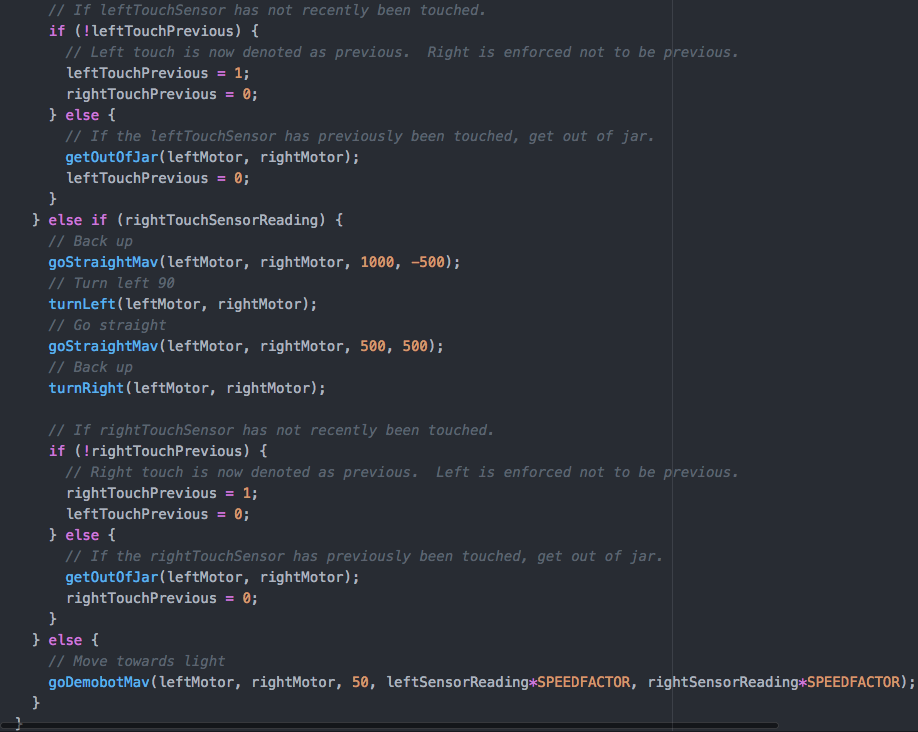 // If leftTouchSensor has not recently been touched.
if (!leftTouchPrevious) {
// Left touch is now denoted as previous.  Right is enforced not to be previous.
leftTouchPrevious = 1;
rightTouchPrevious = 0;
} else {
// If the leftTouchSensor has previously been touched, get out of jar.
getOutOfJar(leftMotor, rightMotor);
leftTouchPrevious = 0;
}
} else if (rightTouchSensorReading) {
// Back up
goStraightMav(leftMotor, rightMotor, 1000, -500);
// Turn left 90
turnLeft(leftMotor, rightMotor);
// Go straight
goStraightMav(leftMotor, rightMotor, 500, 500);
// Back up
turnRight(leftMotor, rightMotor);
// If rightTouchSensor has not recently been touched.
if (!rightTouchPrevious) {
// Right touch is now denoted as previous.  Left is enforced not to be previous.
rightTouchPrevious = 1;
leftTouchPrevious = 0;
} else {
// If the rightTouchSensor has previously been touched, get out of jar.
getOutOfJar(leftMotor, rightMotor);
rightTouchPrevious = 0;
}
} else {
// Move towards light
goDemobotMav(leftMotor, rightMotor, 50, leftSensorReading*SPEEDFACTOR, rightSensorReading*SPEEDFACTOR);
}
}